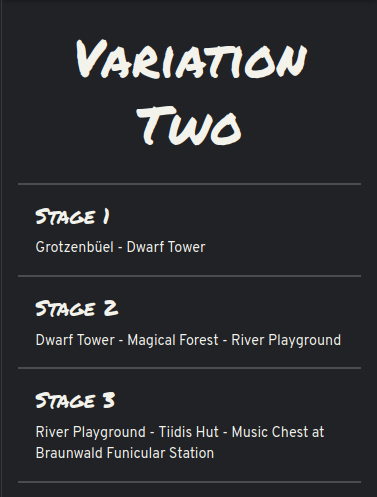 Variation
Two
Stage 1
Grotzenbüel - Dwarf Tower
Stage 2
Dwarf Tower - Magical Forest - River Playground
Stage 3
River Playground - Tiidis Hut - Music Chest at
Braunwald Funicular Station